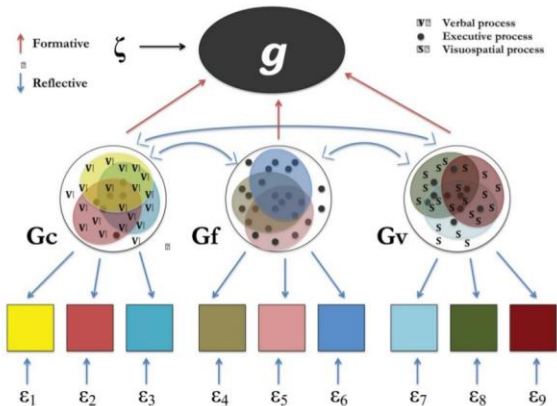 Formative
Reflective
ζ
g
V Verbal process
Executive process
S Visuospatial process
Gc
Gf
Gv
V V V V V V V V V V V V V V V
S S S S S S S S S S S S S S S
ε1 ε2 ε3 ε4 ε5 ε6 ε7 ε8 ε9